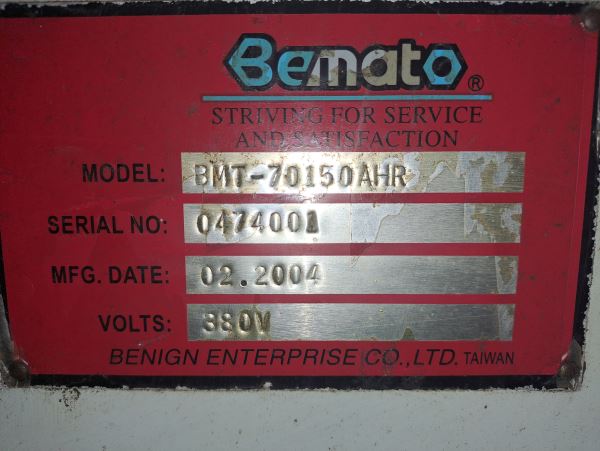 Bemato®
STRIVING FOR SERVICE
AND SATISFACTION
MODEL: BMT-70150AHR
SERIAL NO: 0474001
MFG. DATE: 02.2004
VOLTS: 380V
BENIGN ENTERPRISE CO.,LTD. TAIWAN